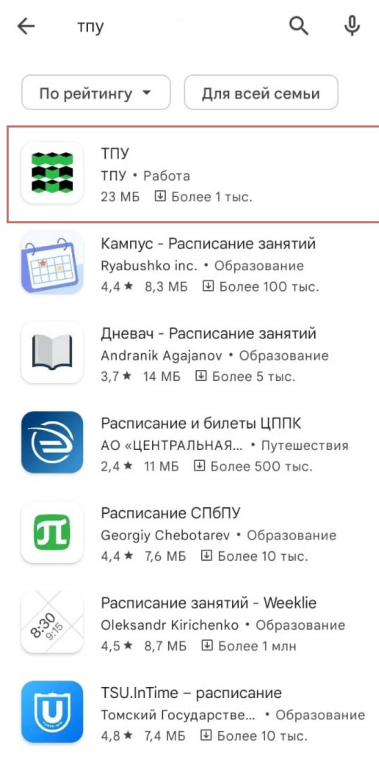 тпу
По рейтингу
Для всей семьи
ТПУ
ТПУ • Работа
23 МБ Более 1 тыс.
Кампус - Расписание занятий
Ryabushko inc. • Образование
4,4★ 8,3 МБ Более 100 тыс.
Дневач - Расписание занятий
Andranik Agajanov • Образование
3,7★ 14 МБ Более 5 тыс.
Расписание и билеты ЦППК
АО «ЦЕНТРАЛЬНАЯ... • Путешествия
2,4★ 11 МБ Более 500 тыс.
Расписание СПбПУ
Georgiy Chebotarev • Образование
4,4★ 7,6 МБ Более 10 тыс.
8:30
9:15
Расписание занятий - Weeklie
Oleksandr Kirichenko • Образование
4,5★ 8,7 МБ Более 1 млн
TSU.InTime – расписание
Томский Государстве... • Образование
4,8★ 7,4 МБ Более 10 тыс.